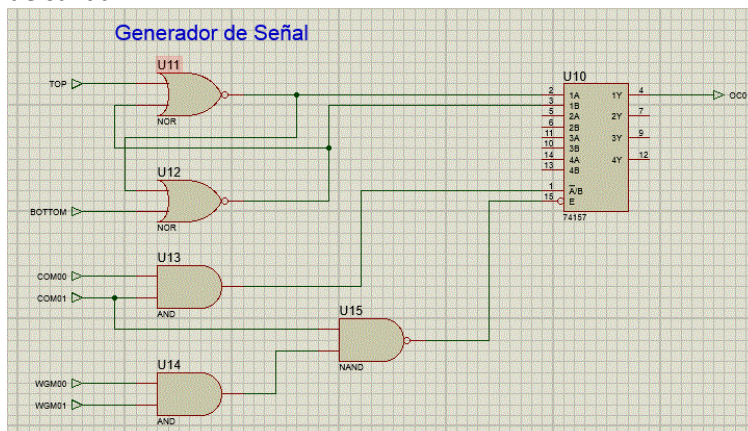 Generador de Señal
U11
TOP
NOR
U12
BOTTOM
NOR
U13
COM00
COM01
AND
U14
WGM00
WGM01
AND
U15
NAND
U10
2 1A 1Y 4
3 1B
5 2A 2Y 7
6 2B
11 3A 3Y 9
10 3B
14 4A 4Y 12
13 4B
1 A/B
15 E
74157
OC0